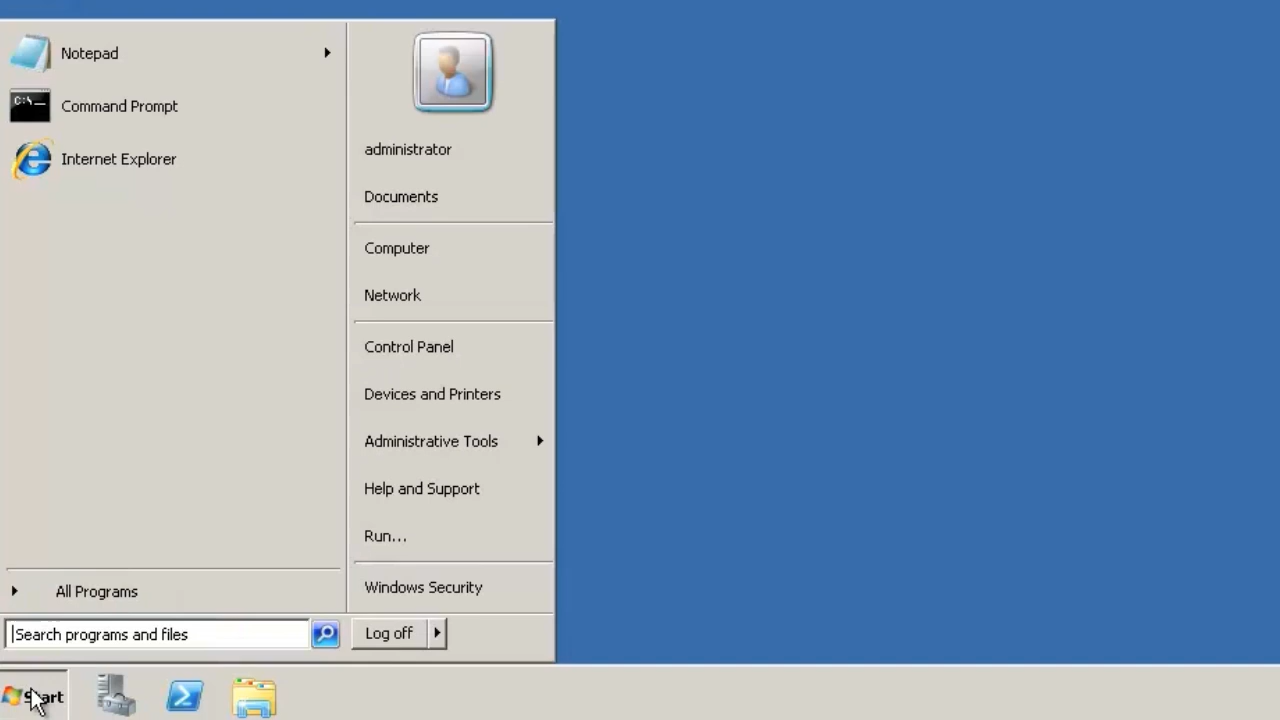 Notepad
Command Prompt
Internet Explorer
All Programs
Search programs and files
administrator
Documents
Computer
Network
Control Panel
Devices and Printers
Administrative Tools
Help and Support
Run...
Windows Security
Log off
Start